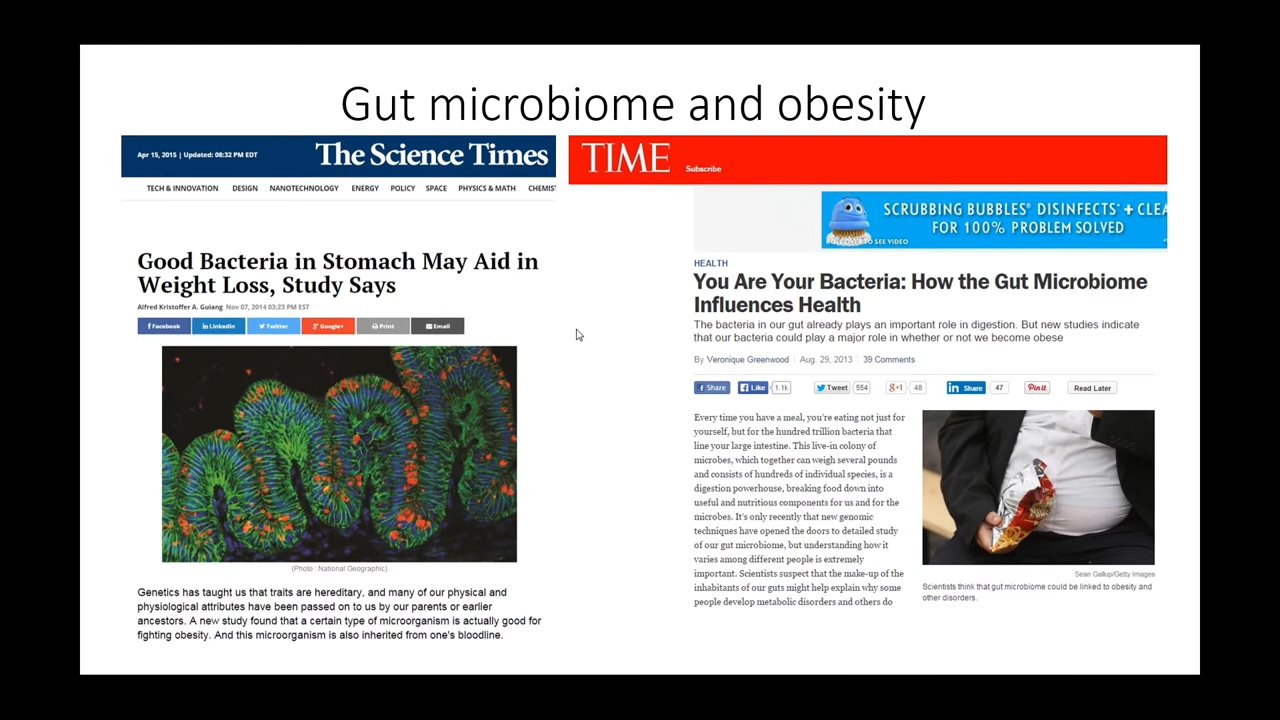 Gut microbiome and obesity
Apr 15, 2015 | Updated: 08:32 PM EDT
The Science Times
TECH & INNOVATION DESIGN NANOTECHNOLOGY ENERGY POLICY SPACE PHYSICS & MATH CHEMIS
Good Bacteria in Stomach May Aid in
Weight Loss, Study Says
Alfred Kristoffer A. Guiang Nov 07, 2014 03:23 PM EST
Facebook LinkedIn Twitter Google+ Print Email
(Photo : National Geographic)
Genetics has taught us that traits are hereditary, and many of our physical and
physiological attributes have been passed on to us by our parents or earlier
ancestors. A new study found that a certain type of microorganism is actually good for
fighting obesity. And this microorganism is also inherited from one's bloodline.
TIME Subscribe
SCRUBBING BUBBLES® DISINFECTS* + CLEA
FOR 100% PROBLEM SOLVED
TO SEE VIDEO
HEALTH
You Are Your Bacteria: How the Gut Microbiome
Influences Health
The bacteria in our gut already plays an important role in digestion. But new studies indicate
that our bacteria could play a major role in whether or not we become obese
By Veronique Greenwood | Aug. 29, 2013 | 39 Comments
Share Like 1.1k Tweet 554 +1 48 in Share 47 Pin it Read Later
Every time you have a meal, you're eating not just for
yourself, but for the hundred trillion bacteria that
line your large intestine. This live-in colony of
microbes, which together can weigh several pounds
and consists of hundreds of individual species, is a
digestion powerhouse, breaking food down into
useful and nutritious components for us and for the
microbes. It's only recently that new genomic
techniques have opened the doors to detailed study
of our gut microbiome, but understanding how it
varies among different people is extremely
important. Scientists suspect that the make-up of the
inhabitants of our guts might help explain why some
people develop metabolic disorders and others do
Sean Gallup/Getty Images
Scientists think that gut microbiome could be linked to obesity and
other disorders.